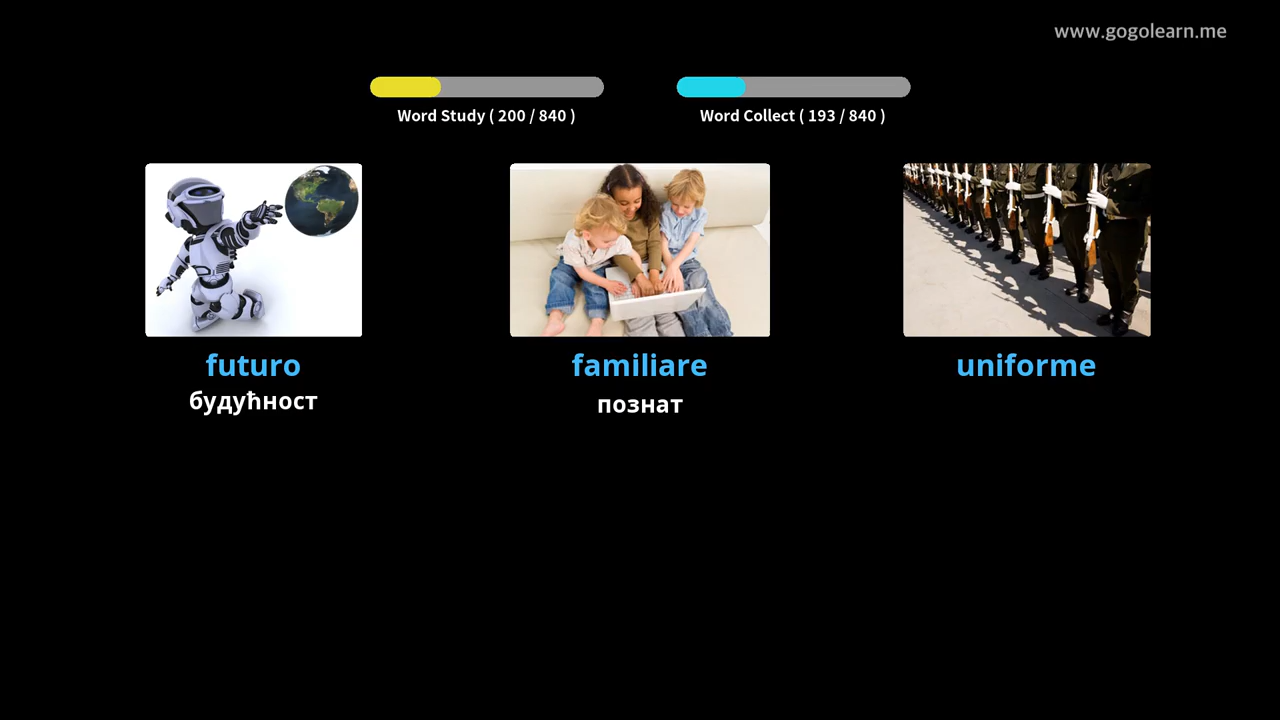 www.gogolearn.me
Word Study ( 200 / 840 )
Word Collect ( 193 / 840 )
futuro
будућност
familiare
познат
uniforme